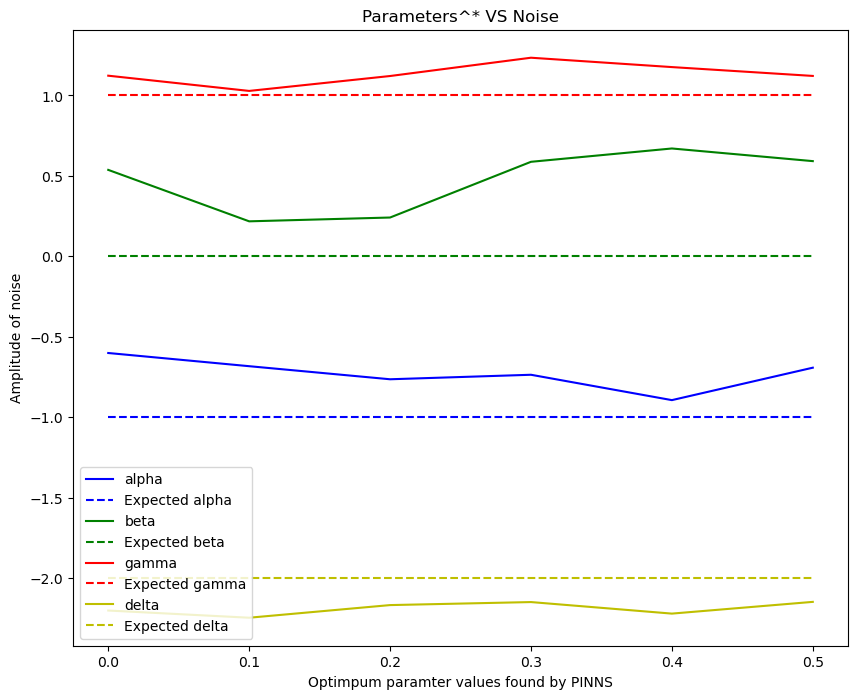 Parameters^* VS Noise
Amplitude of noise
1.0
0.5
0.0
−0.5
−1.0
−1.5
−2.0
alpha
Expected alpha
beta
Expected beta
gamma
Expected gamma
delta
Expected delta
0.0 0.1 0.2 0.3 0.4 0.5
Optimpum paramter values found by PINNS